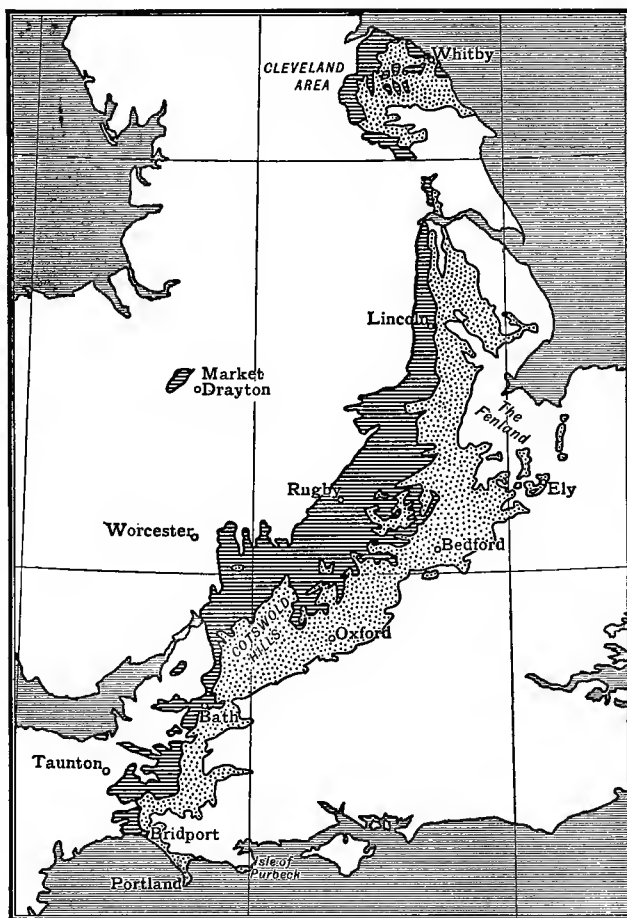 Whitby
CLEVELAND
AREA
Lincoln
Market
Drayton
The
Fenland
Rugby
Ely
Worcester
Bedford
COTSWOLD
HILLS
Oxford
Bath
Taunton
Bridport
Isle of
Purbeck
Portland